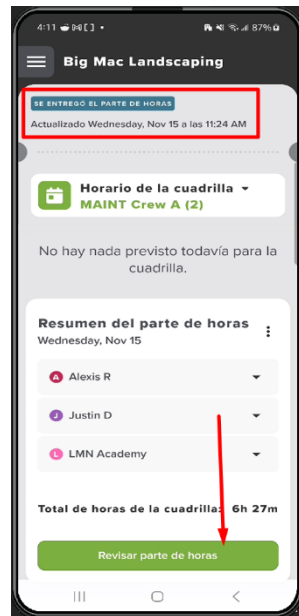 4:11
87%
Big Mac Landscaping
SE ENTREGÓ EL PARTE DE HORAS
Actualizado Wednesday, Nov 15 a las 11:24 AM
Horario de la cuadrilla
MAINT Crew A (2)
No hay nada previsto todavía para la
cuadrilla.
Resumen del parte de horas
Wednesday, Nov 15
A Alexis R
J Justin D
L LMN Academy
Total de horas de la cuadrilla: 6h 27m
Revisar parte de horas